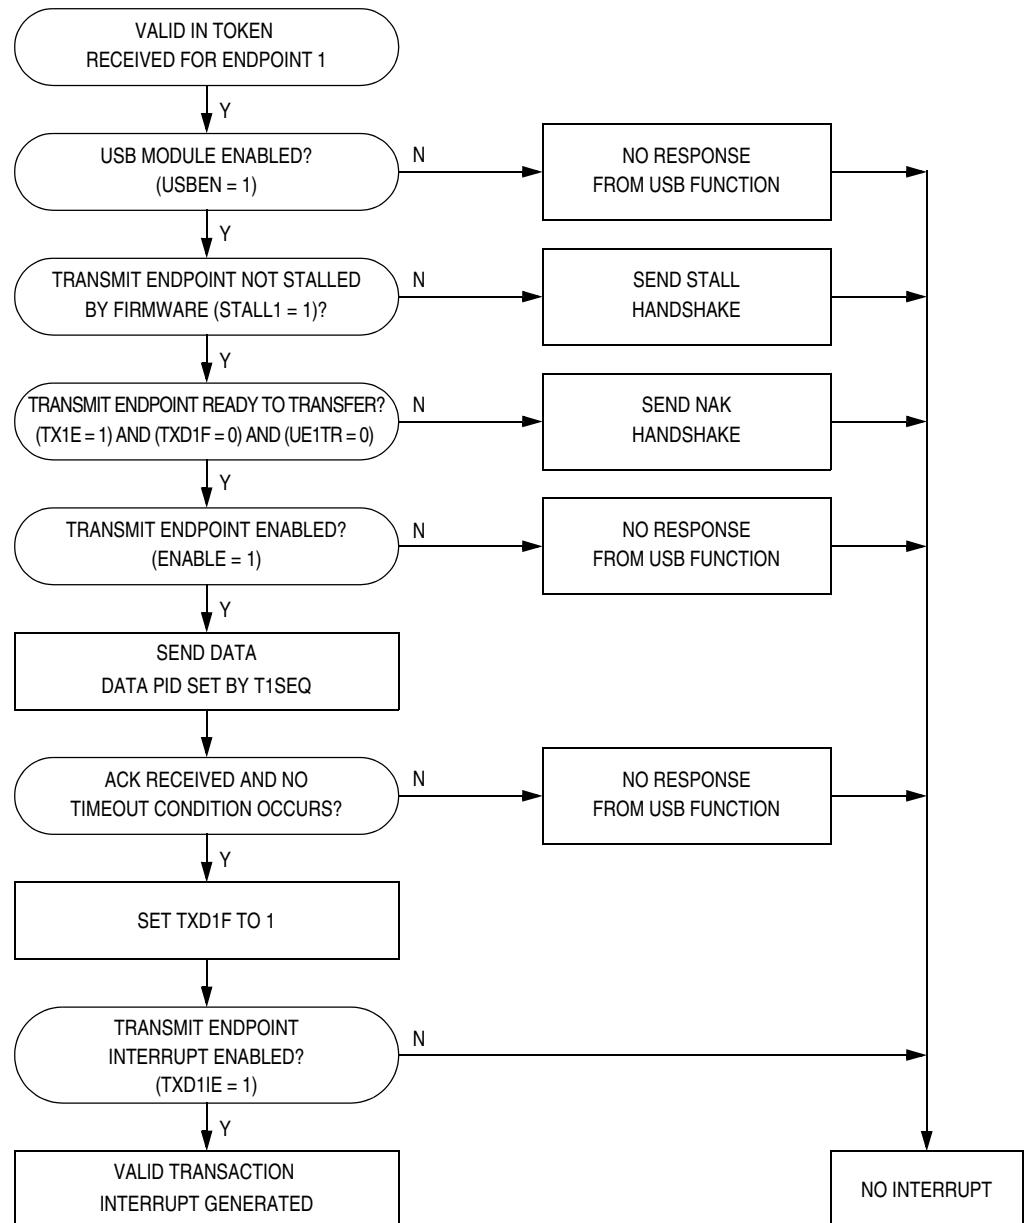 VALID IN TOKEN
RECEIVED FOR ENDPOINT 1
Y
USB MODULE ENABLED?
(USBEN = 1)
N
NO RESPONSE
FROM USB FUNCTION
Y
TRANSMIT ENDPOINT NOT STALLED
BY FIRMWARE (STALL1 = 1)?
N
SEND STALL
HANDSHAKE
Y
TRANSMIT ENDPOINT READY TO TRANSFER?
(TX1E = 1) AND (TXD1F = 0) AND (UE1TR = 0)
N
SEND NAK
HANDSHAKE
Y
TRANSMIT ENDPOINT ENABLED?
(ENABLE = 1)
N
NO RESPONSE
FROM USB FUNCTION
Y
SEND DATA
DATA PID SET BY T1SEQ
ACK RECEIVED AND NO
TIMEOUT CONDITION OCCURS?
N
NO RESPONSE
FROM USB FUNCTION
Y
SET TXD1F TO 1
TRANSMIT ENDPOINT
INTERRUPT ENABLED?
(TXD1IE = 1)
N
Y
VALID TRANSACTION
INTERRUPT GENERATED
NO INTERRUPT